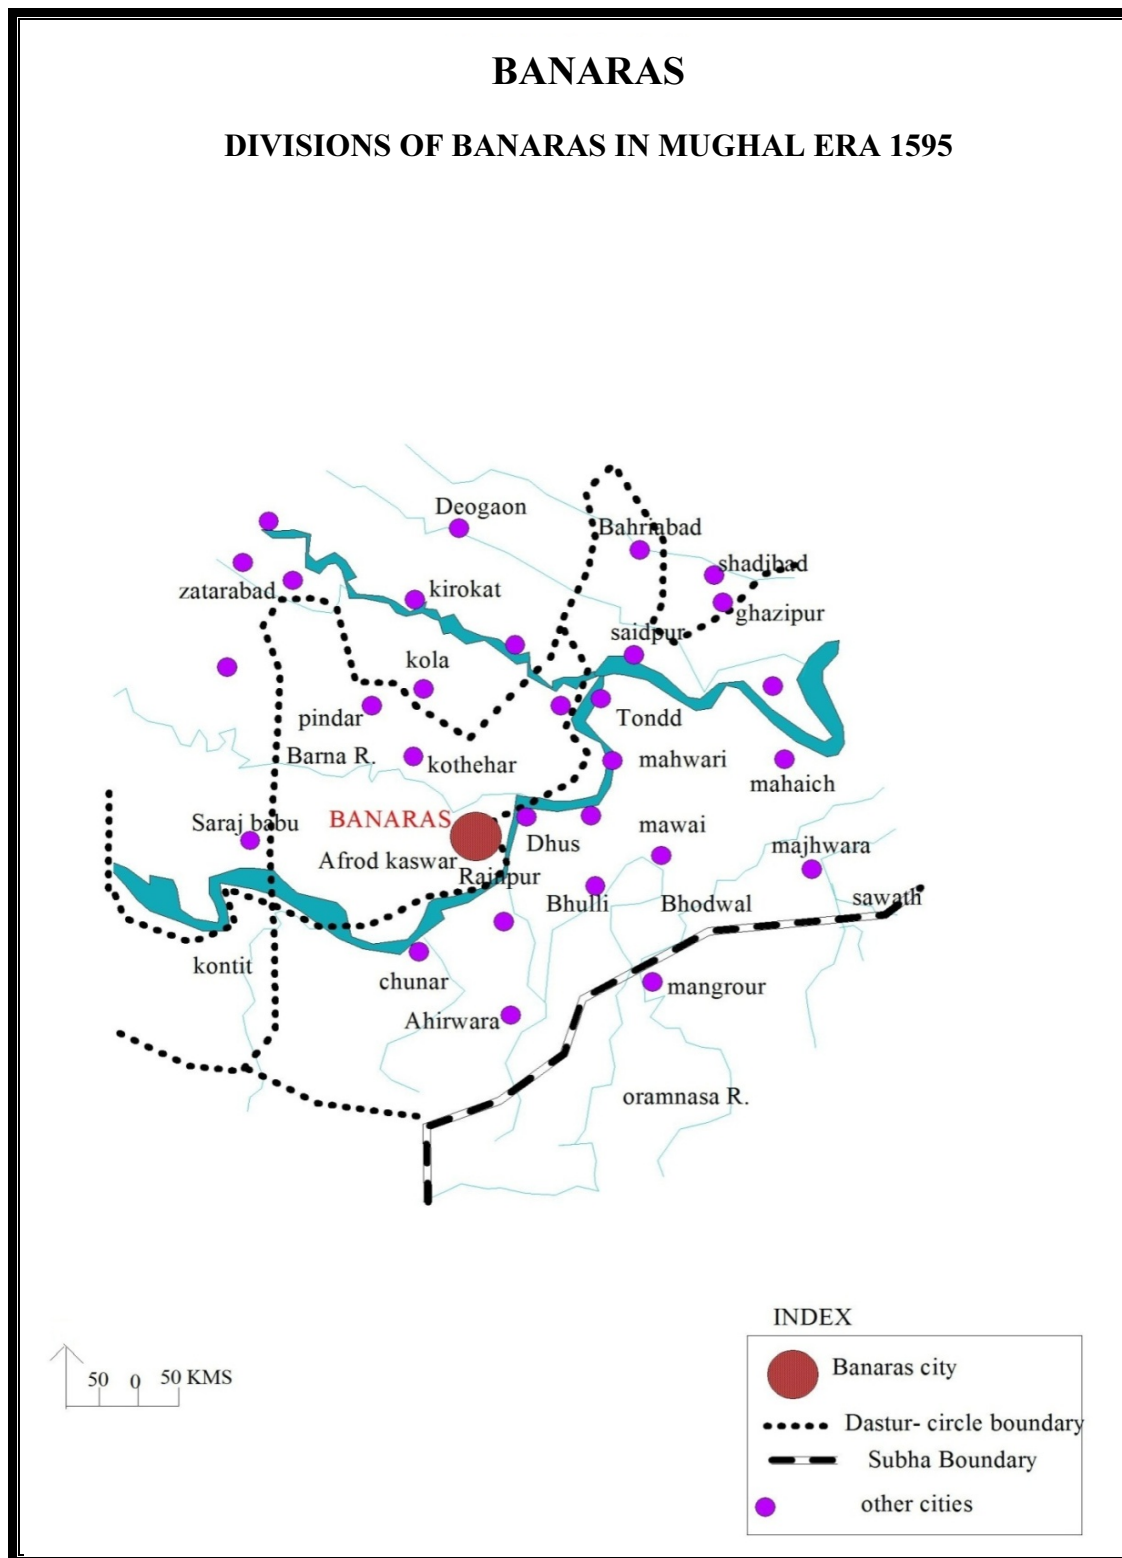 BANARAS
DIVISIONS OF BANARAS IN MUGHAL ERA 1595
Deogaon
Bahriabad
shadibad
zatarabad
kirokat
ghazipur
saidpur
kola
pindar
Tondd
Barna R.
kothehar
mahwari
mahaich
Saraj babu
BANARAS
Dhus
mawai
majhwara
Afrod kaswar
Rainpur
Bhulli
Bhodwal
sawath
kontit
chunar
mangrour
Ahirwara
oramnasa R.
INDEX
Banaras city
50 0 50 KMS
Dastur- circle boundary
Subha Boundary
other cities